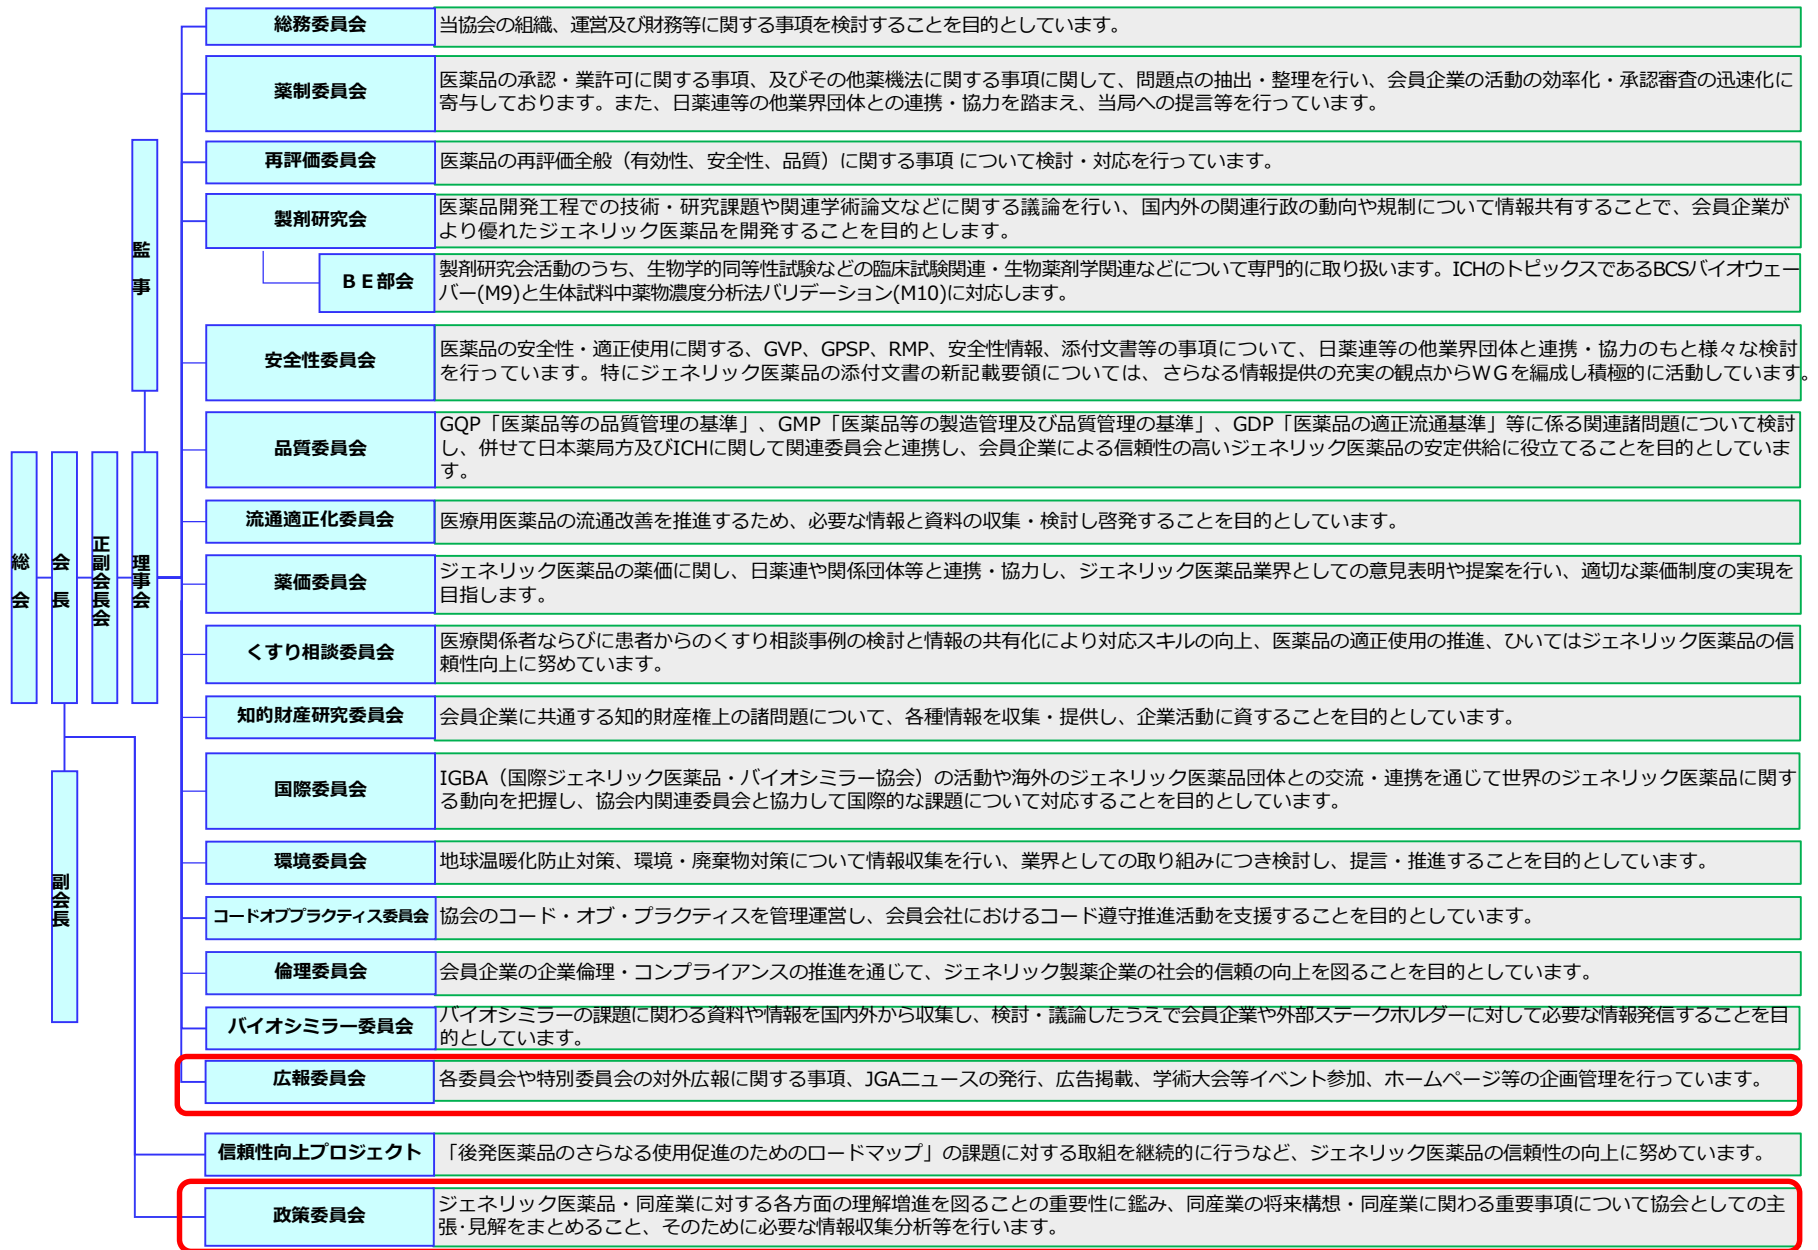 総務委員会
当協会の組織、運営及び財務等に関する事項を検討することを目的としています。
薬制委員会
医薬品の承認・業許可に関する事項、及びその他薬機法に関する事項に関して、問題点の抽出・整理を行い、会員企業の活動の効率化・承認審査の迅速化に
寄与しております。また、日薬連等の他業界団体との連携・協力を踏まえ、当局への提言等を行っています。
再評価委員会
医薬品の再評価全般（有効性、安全性、品質）に関する事項 について検討・対応を行っています。
製剤研究会
医薬品開発工程での技術・研究課題や関連学術論文などに関する議論を行い、国内外の関連行政の動向や規制について情報共有することで、会員企業が
より優れたジェネリック医薬品を開発することを目的とします。
ＢＥ部会
製剤研究会活動のうち、生物学的同等性試験などの臨床試験関連・生物薬剤学関連などについて専門的に取り扱います。ICHのトピックスであるBCSバイオウェー
バー(M9)と生体試料中薬物濃度分析法バリデーション(M10)に対応します。
安全性委員会
医薬品の安全性・適正使用に関する、GVP、GPSP、RMP、安全性情報、添付文書等の事項について、日薬連等の他業界団体と連携・協力のもと様々な検討
を行っています。特にジェネリック医薬品の添付文書の新記載要領については、さらなる情報提供の充実の観点からＷＧを編成し積極的に活動しています。
品質委員会
GQP「医薬品等の品質管理の基準」、GMP「医薬品等の製造管理及び品質管理の基準」、GDP「医薬品の適正流通基準」等に係る関連諸問題について検討
し、併せて日本薬局方及びICHに関して関連委員会と連携し、会員企業による信頼性の高いジェネリック医薬品の安定供給に役立てることを目的としていま
す。
流通適正化委員会
医療用医薬品の流通改善を推進するため、必要な情報と資料の収集・検討し啓発することを目的としています。
薬価委員会
ジェネリック医薬品の薬価に関し、日薬連や関係団体等と連携・協力し、ジェネリック医薬品業界としての意見表明や提案を行い、適切な薬価制度の実現を
目指します。
くすり相談委員会
医療関係者ならびに患者からのくすり相談事例の検討と情報の共有化により対応スキルの向上、医薬品の適正使用の推進、ひいてはジェネリック医薬品の信
頼性向上に努めています。
知的財産研究委員会
会員企業に共通する知的財産権上の諸問題について、各種情報を収集・提供し、企業活動に資することを目的としています。
国際委員会
IGBA（国際ジェネリック医薬品・バイオシミラー協会）の活動や海外のジェネリック医薬品団体との交流・連携を通じて世界のジェネリック医薬品に関す
る動向を把握し、協会内関連委員会と協力して国際的な課題について対応することを目的としています。
環境委員会
地球温暖化防止対策、環境・廃棄物対策について情報収集を行い、業界としての取り組みにつき検討し、提言・推進することを目的としています。
コードオブプラクティス委員会
協会のコード・オブ・プラクティスを管理運営し、会員会社におけるコード遵守推進活動を支援することを目的としています。
倫理委員会
会員企業の企業倫理・コンプライアンスの推進を通じて、ジェネリック製薬企業の社会的信頼の向上を図ることを目的としています。
バイオシミラー委員会
バイオシミラーの課題に関わる資料や情報を国内外から収集し、検討・議論したうえで会員企業や外部ステークホルダーに対して必要な情報発信することを目
的としています。
広報委員会
各委員会や特別委員会の対外広報に関する事項、JGAニュースの発行、広告掲載、学術大会等イベント参加、ホームページ等の企画管理を行っています。
信頼性向上プロジェクト
「後発医薬品のさらなる使用促進のためのロードマップ」の課題に対する取組を継続的に行うなど、ジェネリック医薬品の信頼性の向上に努めています。
政策委員会
ジェネリック医薬品・同産業に対する各方面の理解増進を図ることの重要性に鑑み、同産業の将来構想・同産業に関わる重要事項について協会としての主
張･見解をまとめること、そのために必要な情報収集分析等を行います。
監事
総会
会長
正副会長会
理事会
副会長